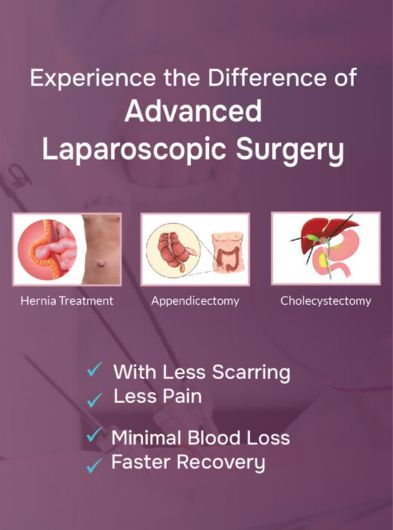 Experience the Difference of
Advanced
Laparoscopic Surgery
Hernia Treatment
Appendicectomy
Cholecystectomy
With Less Scarring
Less Pain
Minimal Blood Loss
Faster Recovery